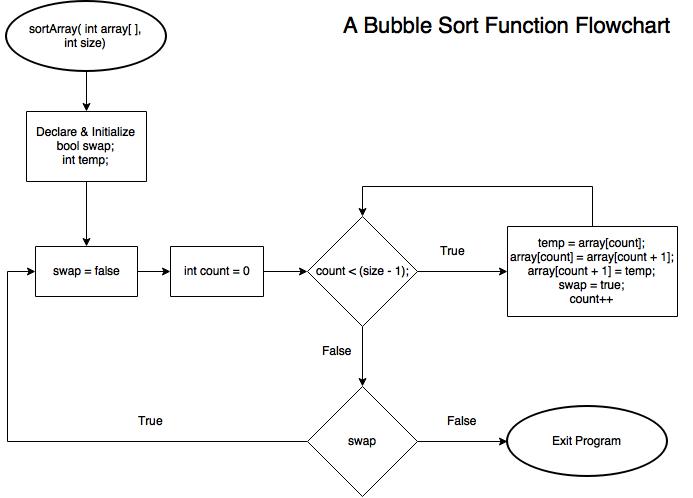 A Bubble Sort Function Flowchart
sortArray( int array[ ],
int size)
Declare & Initialize
bool swap;
int temp;
swap = false
int count = 0
count < (size - 1);
True
temp = array[count];
array[count] = array[count + 1];
array[count + 1] = temp;
swap = true;
count++
False
swap
True
False
Exit Program